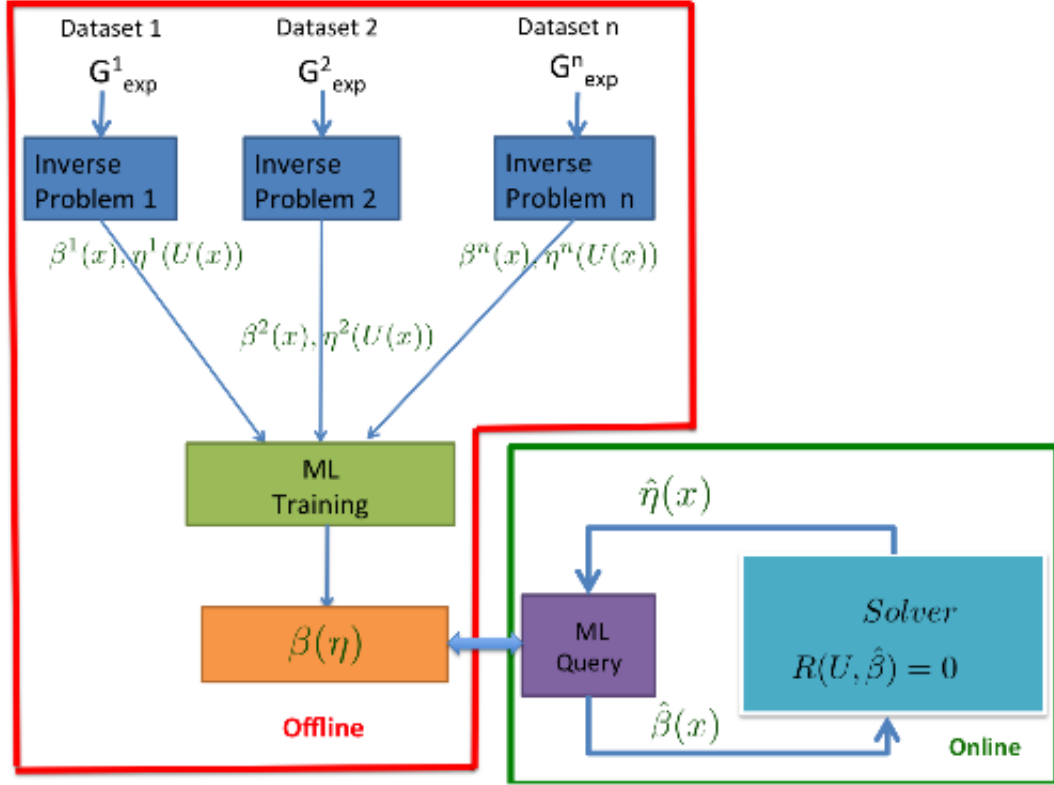 Dataset 1
Dataset 2
Dataset n
G¹exp
G²exp
Gⁿexp
Inverse
Problem 1
Inverse
Problem 2
Inverse
Problem n
β¹(x), η¹(U(x))
βⁿ(x), ηⁿ(U(x))
β²(x), η²(U(x))
ML
Training
β(η)
Offline
η̂(x)
ML
Query
Solver
R(U, β̂) = 0
β̂(x)
Online